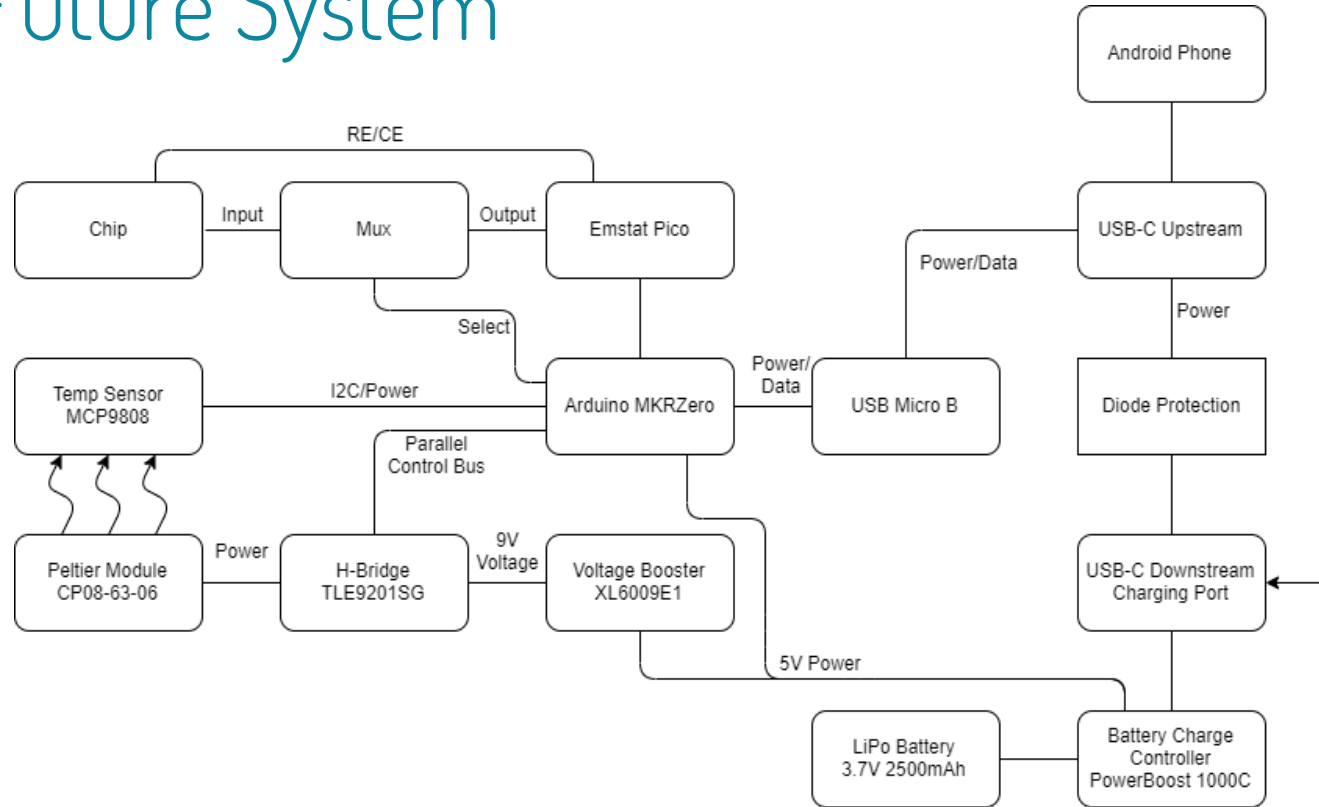 Future System
Android Phone
RE/CE
Chip
Input
Mux
Output
Emstat Pico
USB-C Upstream
Power/Data
Select
Power
Temp Sensor
MCP9808
I2C/Power
Arduino MKRZero
Power/
Data
USB Micro B
Diode Protection
Parallel
Control Bus
Peltier Module
CP08-63-06
Power
H-Bridge
TLE9201SG
9V
Voltage
Voltage Booster
XL6009E1
USB-C Downstream
Charging Port
5V Power
LiPo Battery
3.7V 2500mAh
Battery Charge
Controller
PowerBoost 1000C